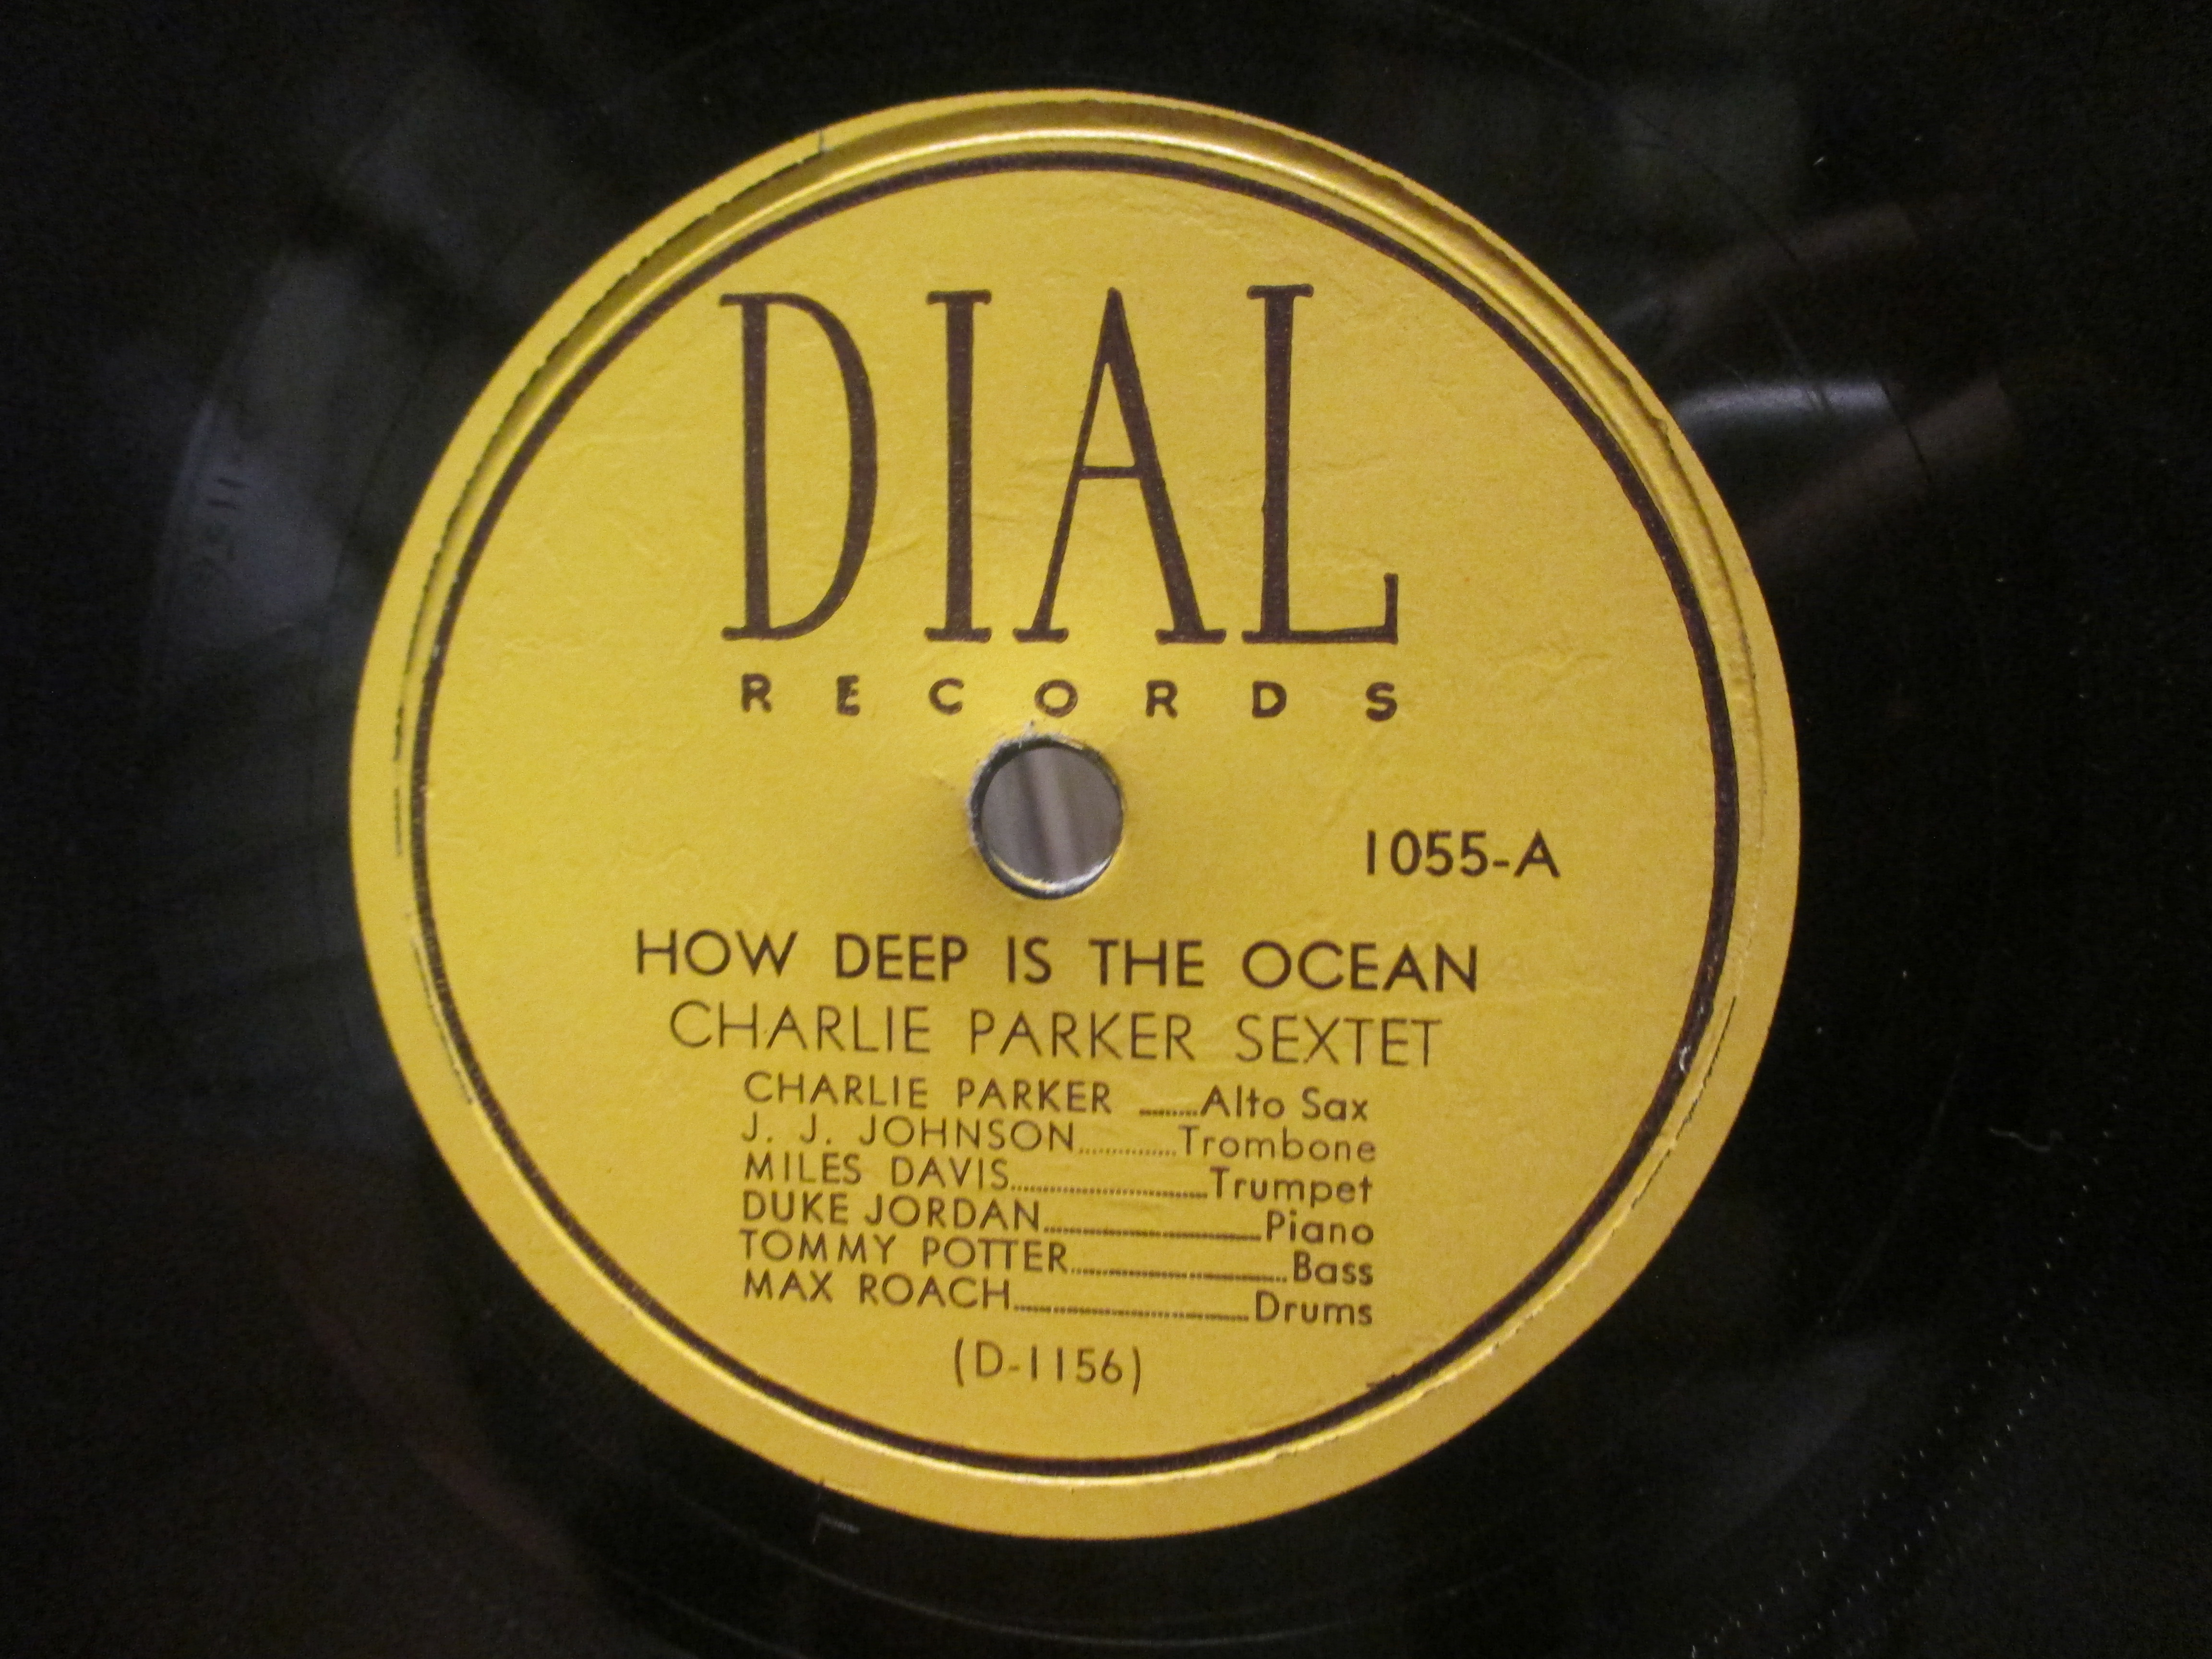 DIAL
RECORDS
1055-A
HOW DEEP IS THE OCEAN
CHARLIE PARKER SEXTET
CHARLIE PARKER ........Alto Sax
J. J. JOHNSON...............Trombone
MILES DAVIS..............................Trumpet
DUKE JORDAN.................................Piano
TOMMY POTTER.................................Bass
MAX ROACH....................................Drums
(D-1156)